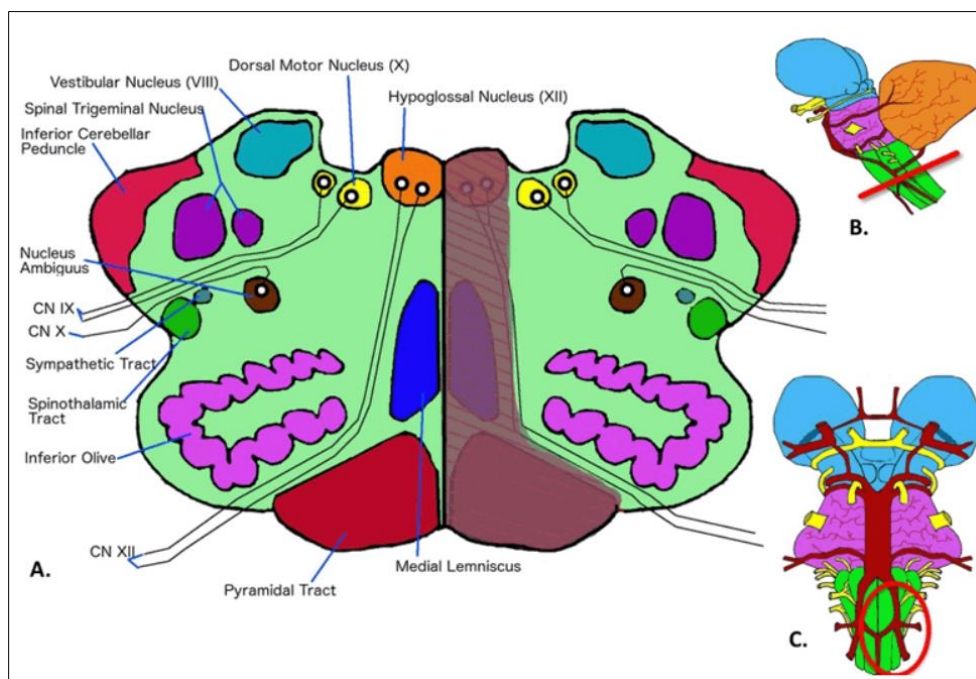 Dorsal Motor Nucleus (X)
Vestibular Nucleus (VIII)
Hypoglossal Nucleus (XII)
Spinal Trigeminal Nucleus
Inferior Cerebellar
Peduncle
B.
Nucleus
Ambiguus
CN IX
CN X
Sympathetic Tract
Spinothalamic
Tract
Inferior Olive
CN XII
A.
Medial Lemniscus
Pyramidal Tract
C.